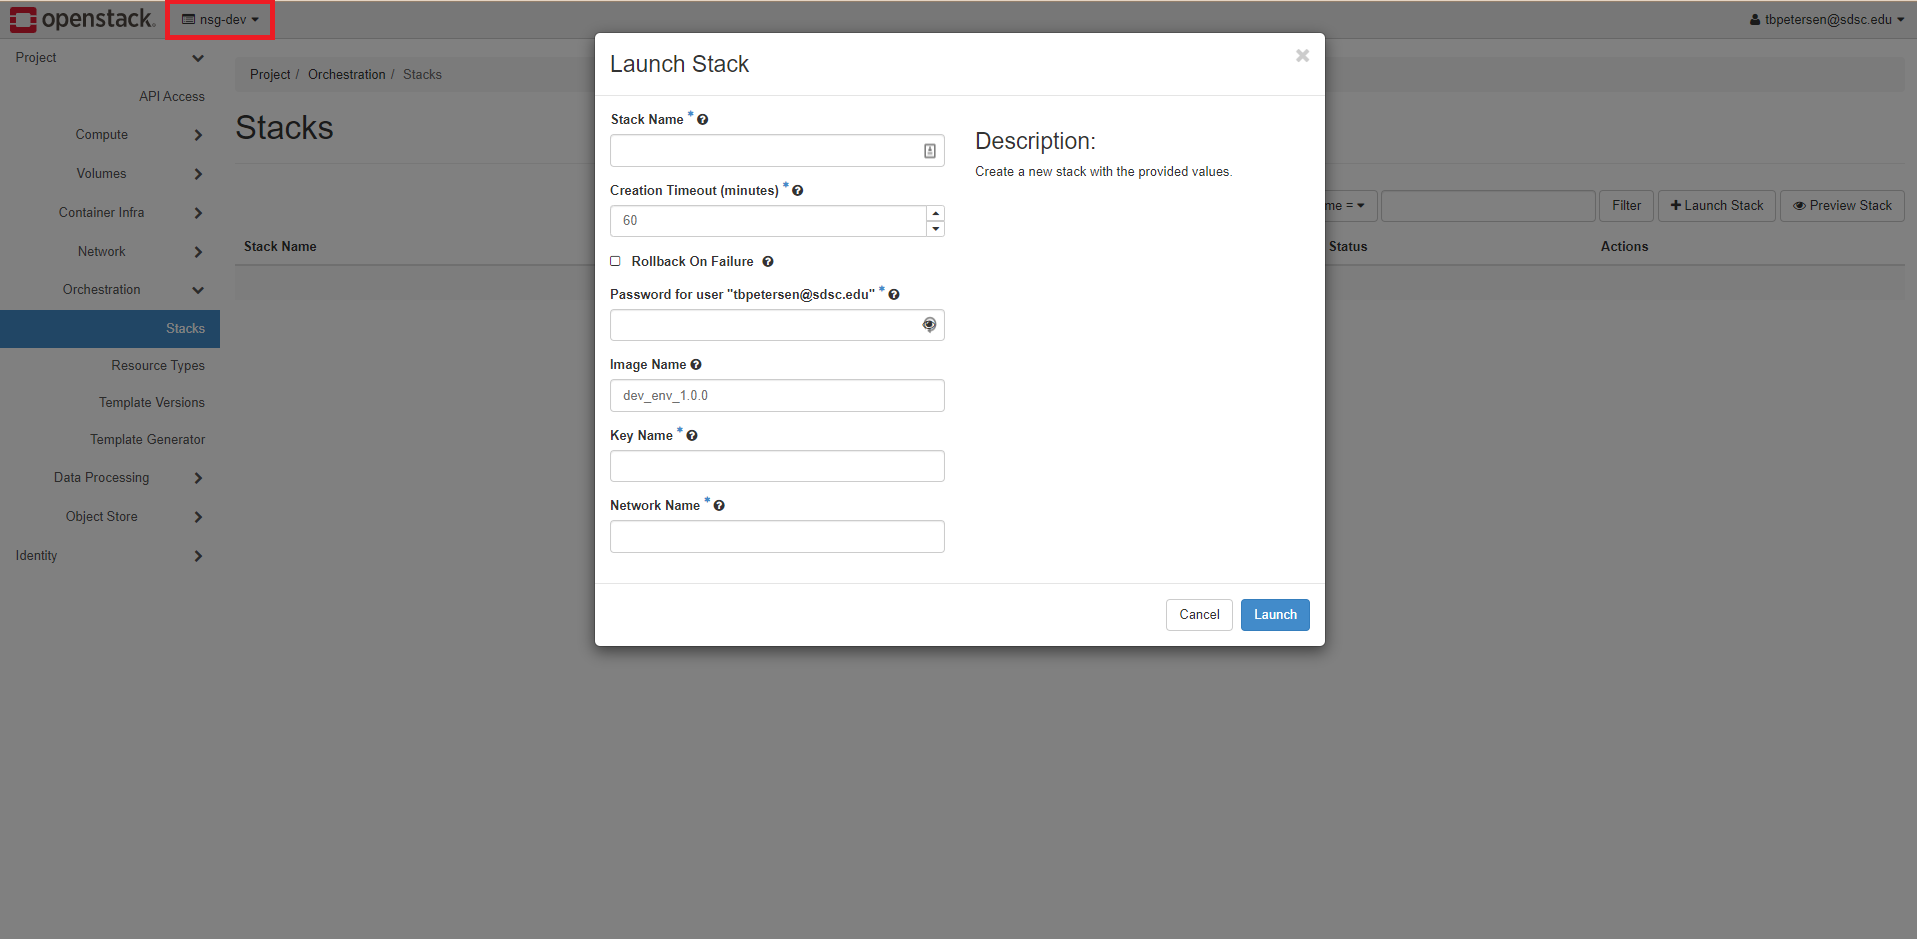 openstack. nsg-dev tbpetersen@sdsc.edu
Project
API Access
Compute
Volumes
Container Infra
Network
Orchestration
Stacks
Resource Types
Template Versions
Template Generator
Data Processing
Object Store
Identity
Project / Orchestration / Stacks
Stacks
me = Filter Launch Stack Preview Stack
Stack Name Status Actions
Launch Stack
Stack Name *
Creation Timeout (minutes) *
60
Rollback On Failure
Password for user "tbpetersen@sdsc.edu" *
Image Name
dev_env_1.0.0
Key Name *
Network Name *
Description:
Create a new stack with the provided values.
Cancel Launch